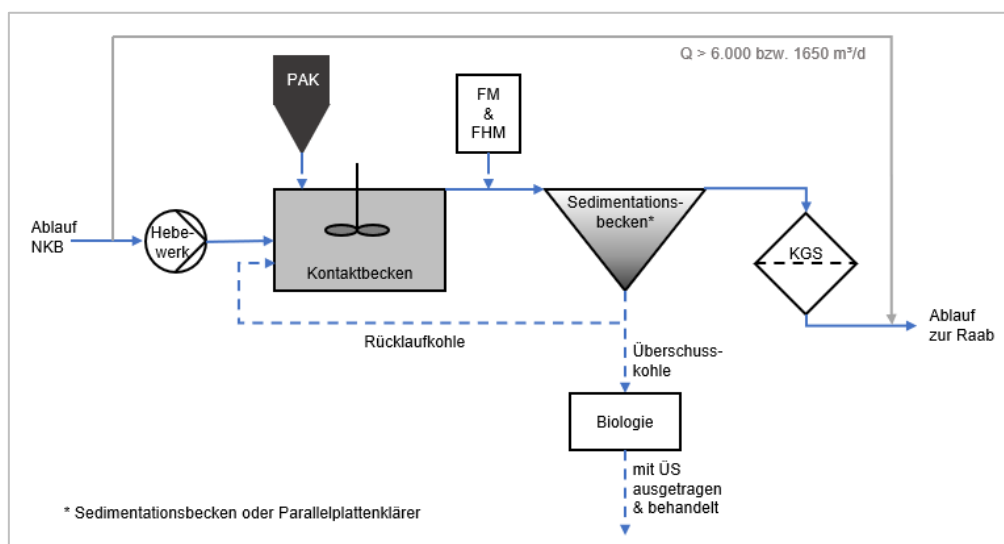 Q > 6.000 bzw. 1650 m³/d
PAK
FM
&
FHM
Ablauf
NKB
Hebe-
werk
Kontaktbecken
Sedimentations-
becken*
KGS
Ablauf
zur Raab
Rücklaufkohle
Überschuss-
kohle
Biologie
mit ÜS
ausgetragen
& behandelt
* Sedimentationsbecken oder Parallelplattenklärer